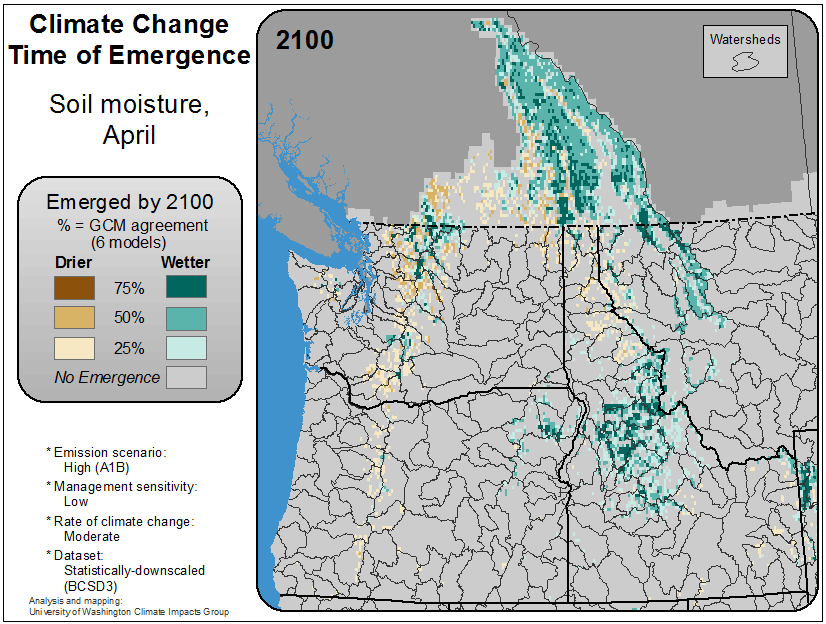 Climate Change
Time of Emergence
Soil moisture,
April
Emerged by 2100
% = GCM agreement
(6 models)
Drier Wetter
75%
50%
25%
No Emergence
* Emission scenario:
High (A1B)
* Management sensitivity:
Low
* Rate of climate change:
Moderate
* Dataset:
Statistically-downscaled
(BCSD3)
Analysis and mapping:
University of Washington Climate Impacts Group
2100
Watersheds